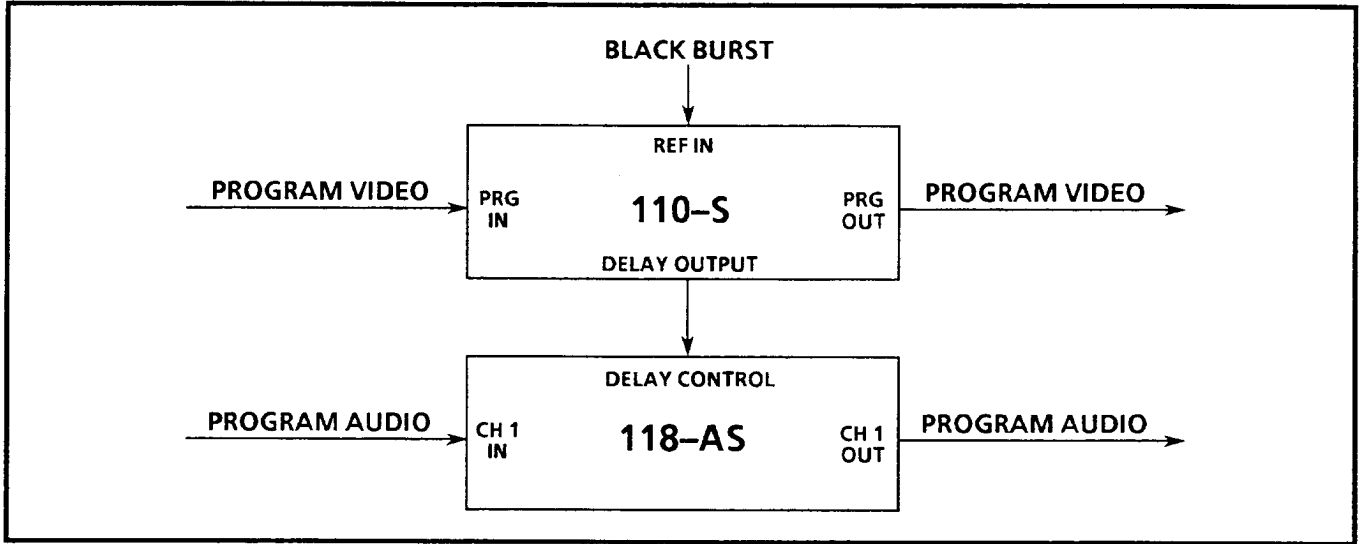 BLACK BURST
REF IN
PROGRAM VIDEO
PRG
IN
110–S
PRG
OUT
PROGRAM VIDEO
DELAY OUTPUT
DELAY CONTROL
PROGRAM AUDIO
CH 1
IN
118–AS
CH 1
OUT
PROGRAM AUDIO